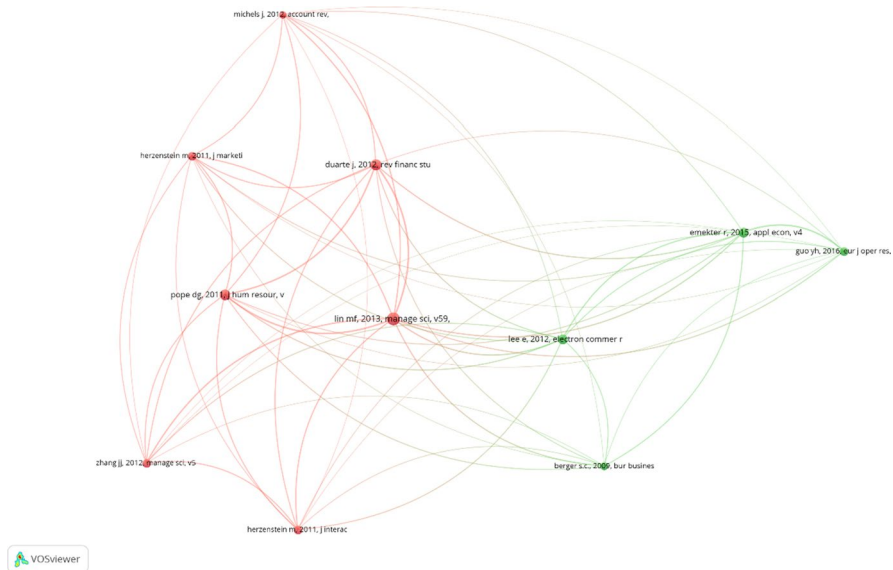 michels j, 2012, account rev,
herzenstein m, 2011, j marketi
duarte j, 2012, rev financ stu
emekter r, 2015, appl econ, v4
guo yh, 2016, eur j oper res,
pope dg, 2011, j hum resour, v
lin mf, 2013, manage sci, v59,
lee e, 2012, electron commer r
zhang jj, 2012, manage sci, v5
berger s.c., 2009, bur busines
herzenstein m, 2011, j interac
VOSviewer